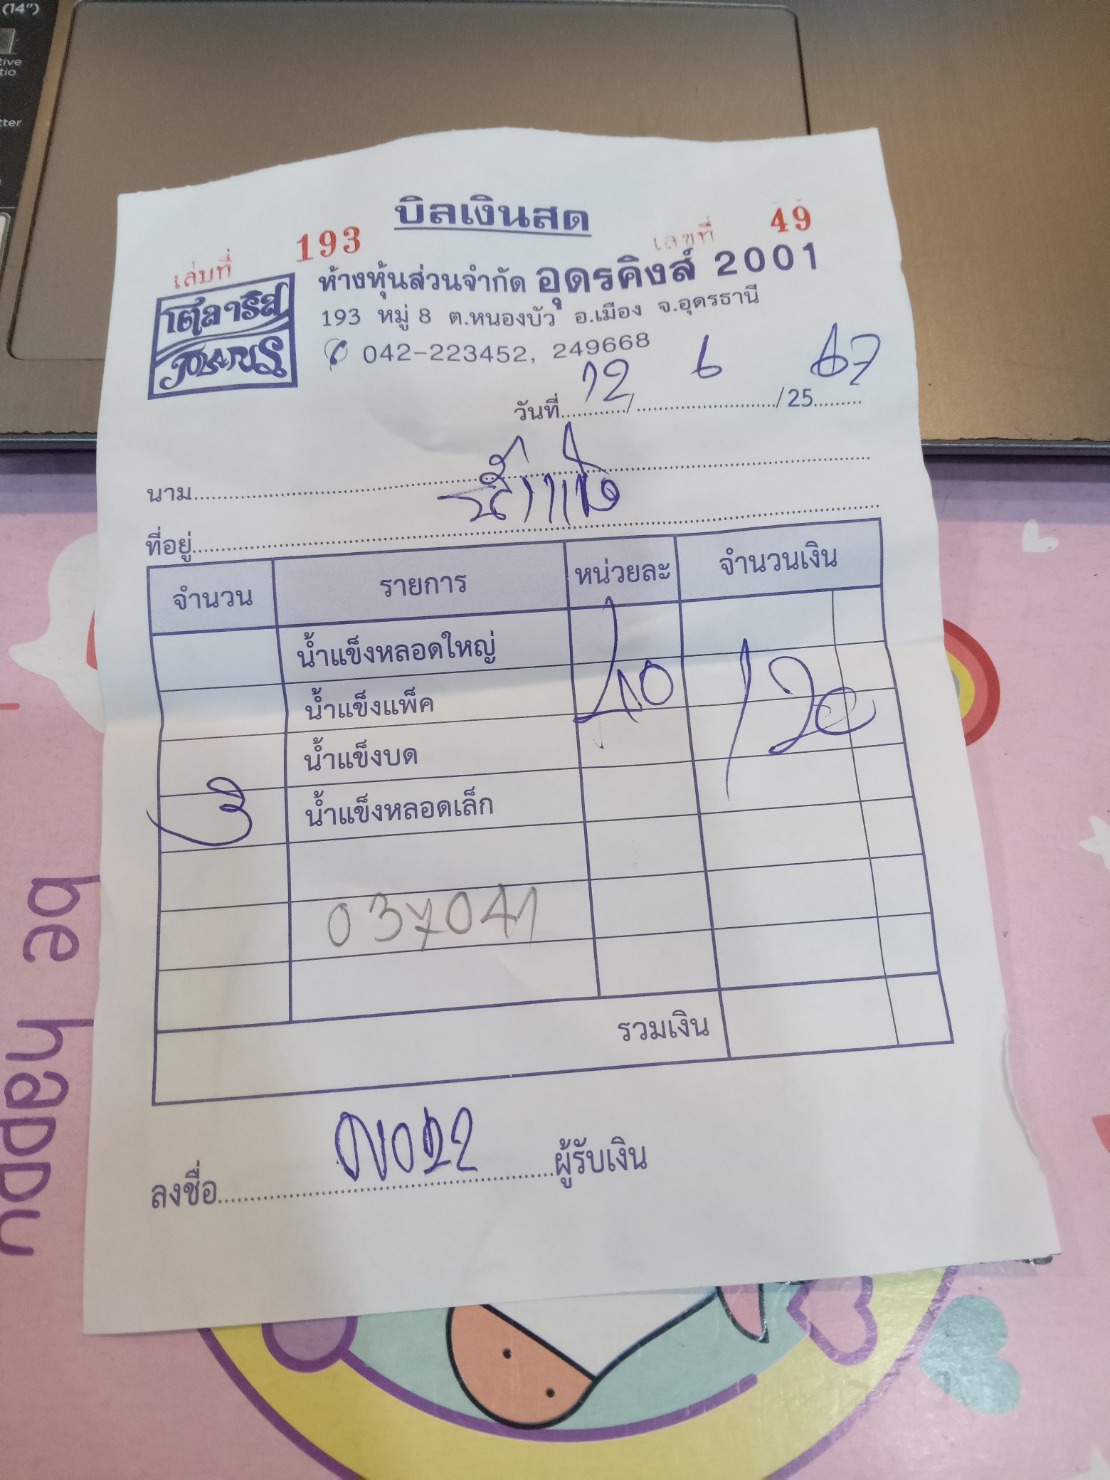 (14")
บิลเงินสด
เล่มที่ 193 เลขที่ 49
ห้างหุ้นส่วนจำกัด อุดรคิงส์ 2001
โพลาริส
193 หมู่ 8 ต.หนองบัว อ.เมือง จ.อุดรธานี
042-223452, 249668
วันที่ 12 / 6 /25 67
นาม
ที่อยู่
จำนวน รายการ หน่วยละ จำนวนเงิน
น้ำแข็งหลอดใหญ่
น้ำแข็งแพ็ค 40 120
น้ำแข็งบด
3 น้ำแข็งหลอดเล็ก
037041
รวมเงิน
ลงชื่อ ผู้รับเงิน
be happy